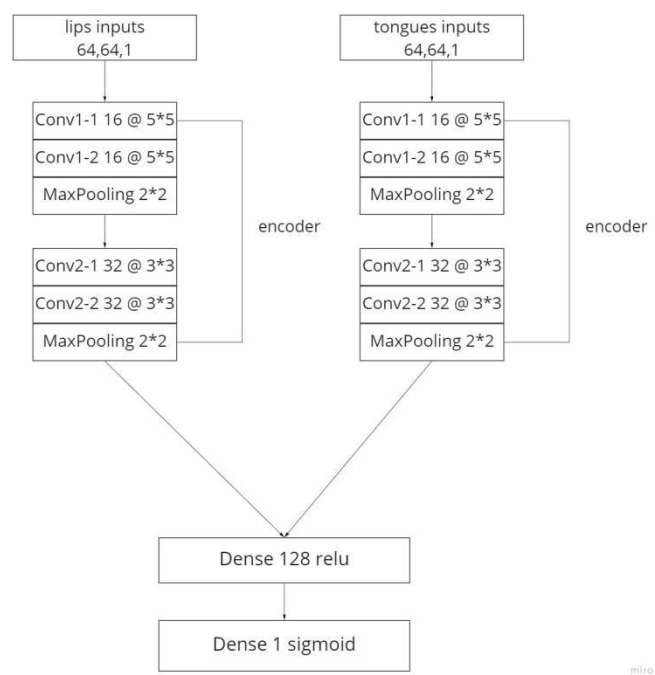 lips inputs
64,64,1
Conv1-1 16 @ 5*5
Conv1-2 16 @ 5*5
MaxPooling 2*2
encoder
Conv2-1 32 @ 3*3
Conv2-2 32 @ 3*3
MaxPooling 2*2
tongues inputs
64,64,1
Conv1-1 16 @ 5*5
Conv1-2 16 @ 5*5
MaxPooling 2*2
encoder
Conv2-1 32 @ 3*3
Conv2-2 32 @ 3*3
MaxPooling 2*2
Dense 128 relu
Dense 1 sigmoid
miro